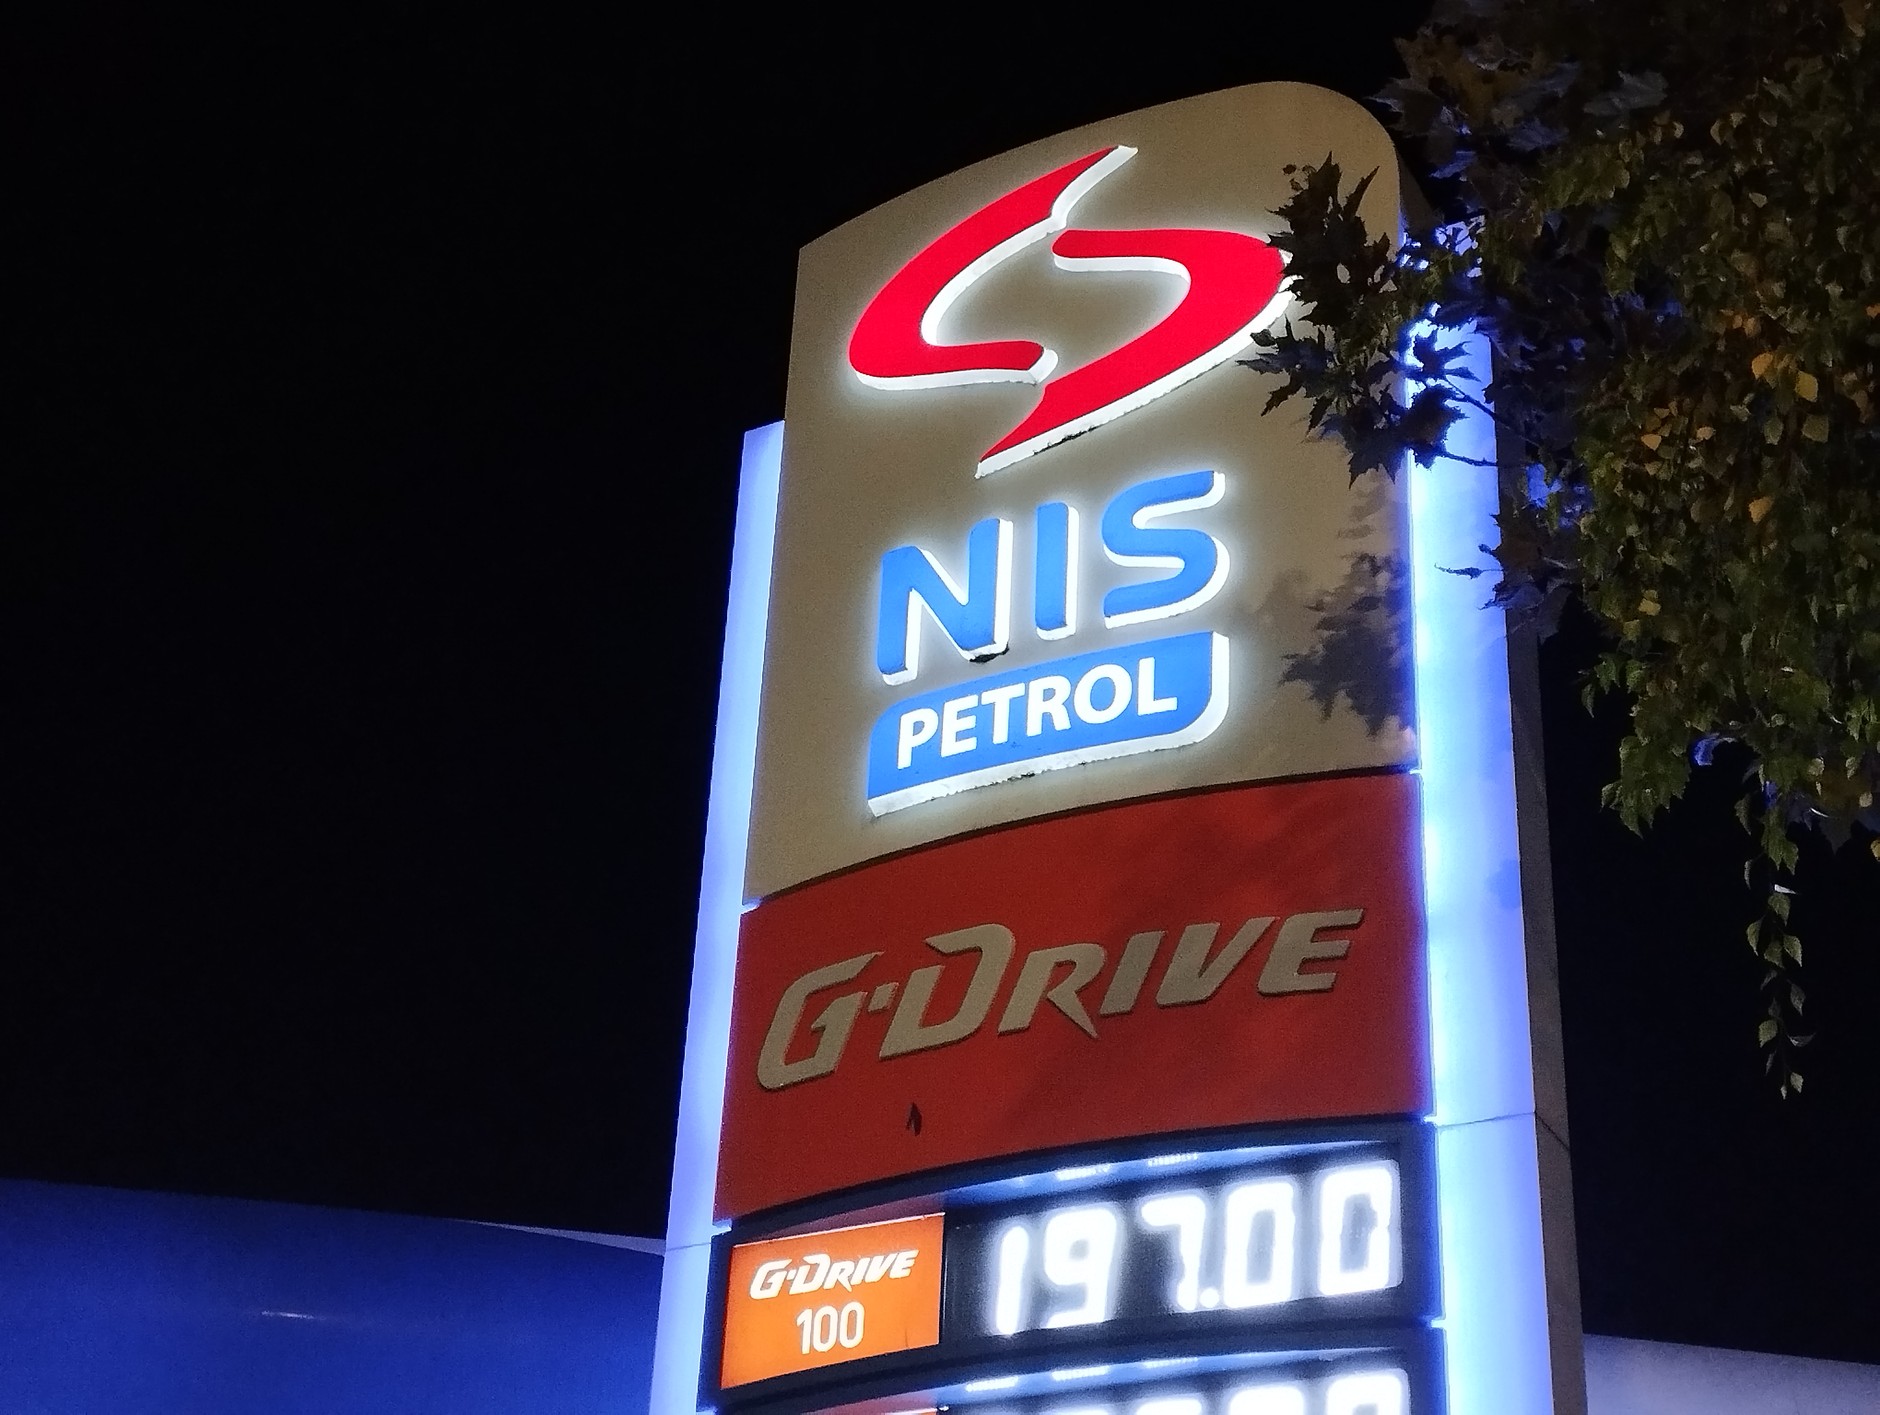 NIS
PETROL
G-DRIVE
G-DRIVE
100
197.00